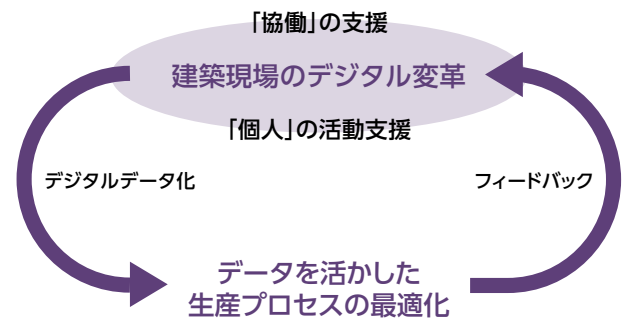 「協働」の支援
建築現場のデジタル変革
「個人」の活動支援
デジタルデータ化
フィードバック
データを活かした
生産プロセスの最適化